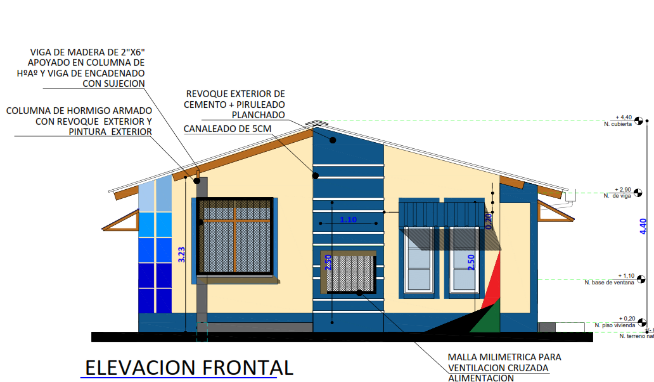 VIGA DE MADERA DE 2"X6"
APOYADO EN COLUMNA DE
HºAº Y VIGA DE ENCADENADO
CON SUJECION
COLUMNA DE HORMIGO ARMADO
CON REVOQUE EXTERIOR Y
PINTURA EXTERIOR
REVOQUE EXTERIOR DE
CEMENTO + PIRULEADO
PLANCHADO
CANALEADO DE 5CM
+ 4,40
N. cubierta
+ 2,90
N. de viga
4.40
1.10
3.23
2.50
2.50
+ 1,10
N. base de ventana
+ 0,20
N. piso vivienda
N. terreno nat
ELEVACION FRONTAL
MALLA MILIMETRICA PARA
VENTILACION CRUZADA
ALIMENTACION